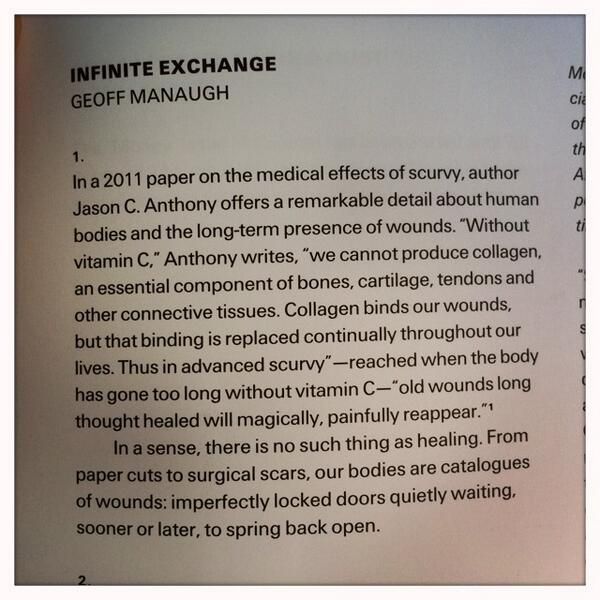 INFINITE EXCHANGE
GEOFF MANAUGH
1.
In a 2011 paper on the medical effects of scurvy, author
Jason C. Anthony offers a remarkable detail about human
bodies and the long-term presence of wounds. “Without
vitamin C,” Anthony writes, “we cannot produce collagen,
an essential component of bones, cartilage, tendons and
other connective tissues. Collagen binds our wounds,
but that binding is replaced continually throughout our
lives. Thus in advanced scurvy”—reached when the body
has gone too long without vitamin C—“old wounds long
thought healed will magically, painfully reappear.”¹
In a sense, there is no such thing as healing. From
paper cuts to surgical scars, our bodies are catalogues
of wounds: imperfectly locked doors quietly waiting,
sooner or later, to spring back open.
2.